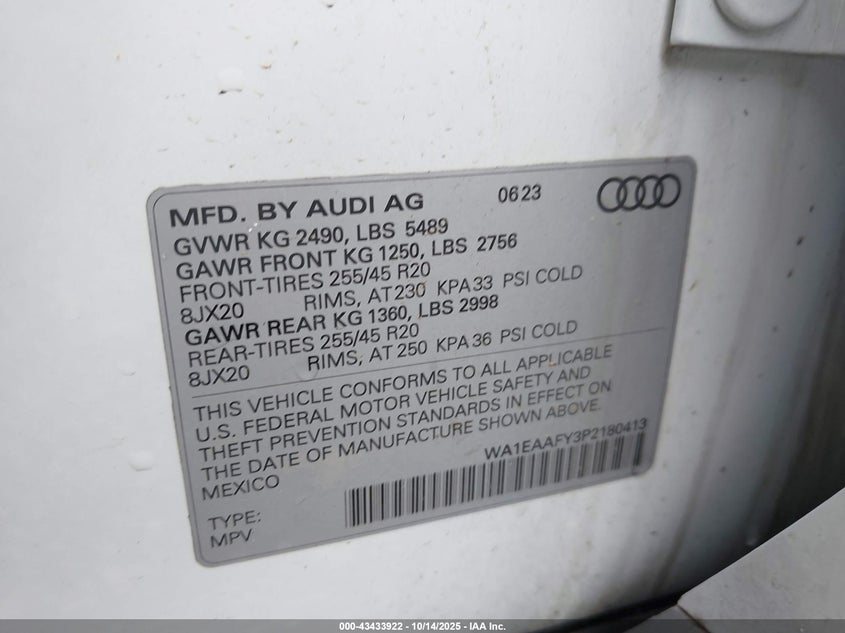 MFD. BY AUDI AG 0623
GVWR KG 2490, LBS 5489
GAWR FRONT KG 1250, LBS 2756
FRONT-TIRES 255/45 R20
8JX20 RIMS, AT 230 KPA 33 PSI COLD
GAWR REAR KG 1360, LBS 2998
REAR-TIRES 255/45 R20
8JX20 RIMS, AT 250 KPA 36 PSI COLD
THIS VEHICLE CONFORMS TO ALL APPLICABLE
U.S. FEDERAL MOTOR VEHICLE SAFETY AND
THEFT PREVENTION STANDARDS IN EFFECT ON
THE DATE OF MANUFACTURE SHOWN ABOVE.
MEXICO WA1EAAFY3P2180413
TYPE:
MPV
000-43433922 - 10/14/2025 - IAA Inc.